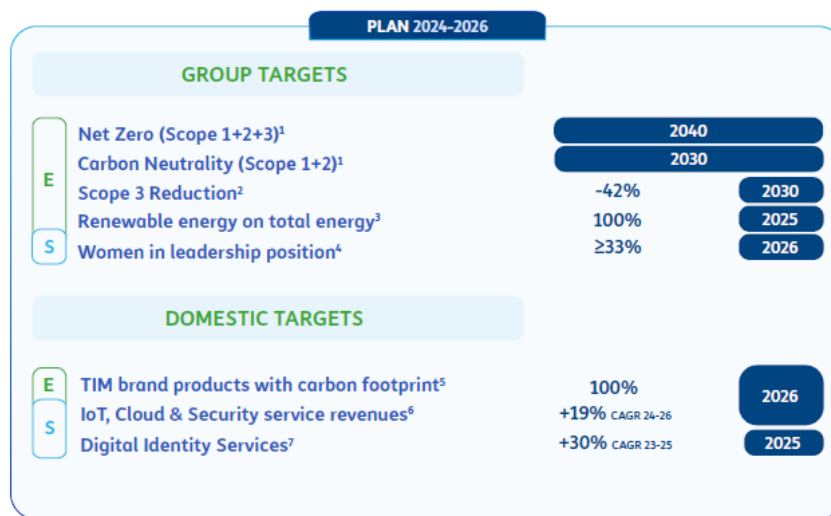 PLAN 2024-2026
GROUP TARGETS
E
Net Zero (Scope 1+2+3)¹ 2040
Carbon Neutrality (Scope 1+2)¹ 2030
Scope 3 Reduction² -42% 2030
Renewable energy on total energy³ 100% 2025
S
Women in leadership position⁴ ≥33% 2026
DOMESTIC TARGETS
E
TIM brand products with carbon footprint⁵ 100% 2026
S
IoT, Cloud & Security service revenues⁶ +19% CAGR 24-26
Digital Identity Services⁷ +30% CAGR 23-25 2025